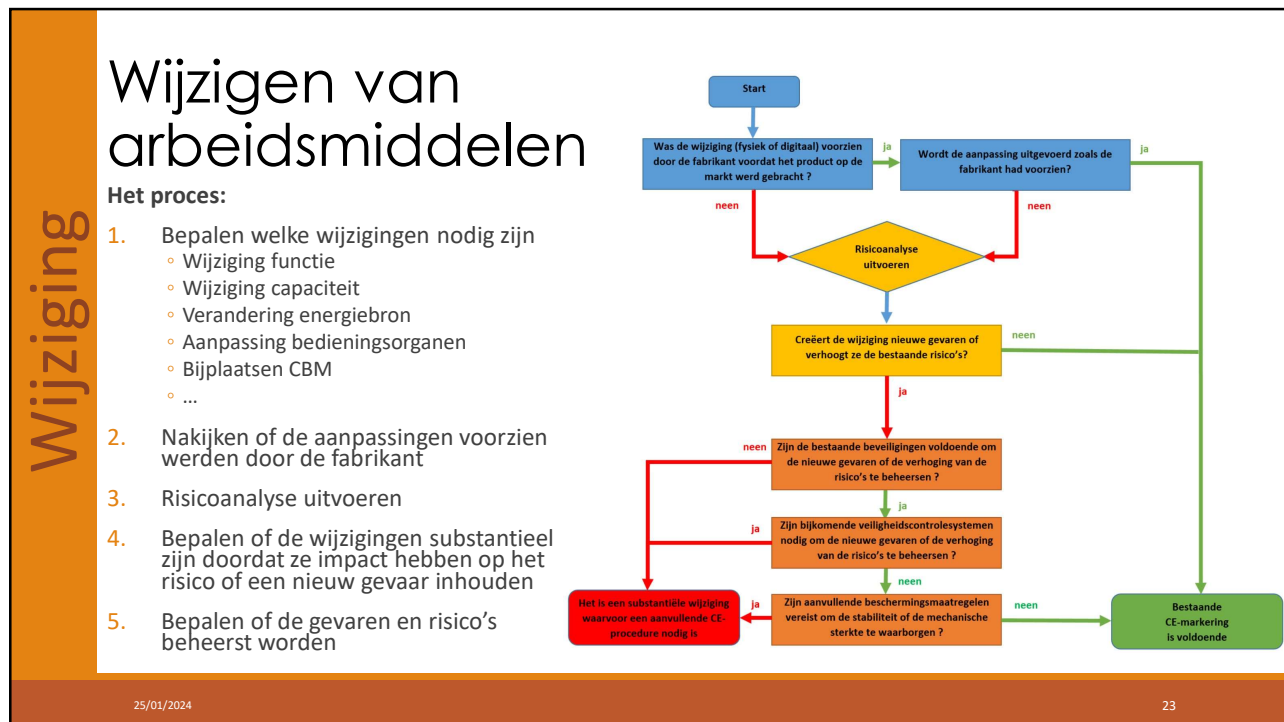 Wijziging
Wijzigen van
arbeidsmiddelen
Het proces:
1. Bepalen welke wijzigingen nodig zijn
◦ Wijziging functie
◦ Wijziging capaciteit
◦ Verandering energiebron
◦ Aanpassing bedieningsorganen
◦ Bijplaatsen CBM
◦ ...
2. Nakijken of de aanpassingen voorzien
werden door de fabrikant
3. Risicoanalyse uitvoeren
4. Bepalen of de wijzigingen substantieel
zijn doordat ze impact hebben op het
risico of een nieuw gevaar inhouden
5. Bepalen of de gevaren en risico's
beheerst worden
Start
Was de wijziging (fysiek of digitaal) voorzien
door de fabrikant voordat het product op de
markt werd gebracht ?
ja
Wordt de aanpassing uitgevoerd zoals de
fabrikant had voorzien?
ja
neen
neen
Risicoanalyse
uitvoeren
Creëert de wijziging nieuwe gevaren of
verhoogt ze de bestaande risico's?
neen
ja
neen
Zijn de bestaande beveiligingen voldoende om
de nieuwe gevaren of de verhoging van de
risico's te beheersen ?
ja
ja
Zijn bijkomende veiligheidscontrolesystemen
nodig om de nieuwe gevaren of de verhoging
van de risico's te beheersen ?
neen
Het is een substantiële wijziging
waarvoor een aanvullende CE-
procedure nodig is
ja
Zijn aanvullende beschermingsmaatregelen
vereist om de stabiliteit of de mechanische
sterkte te waarborgen ?
neen
Bestaande
CE-markering
is voldoende
25/01/2024
23